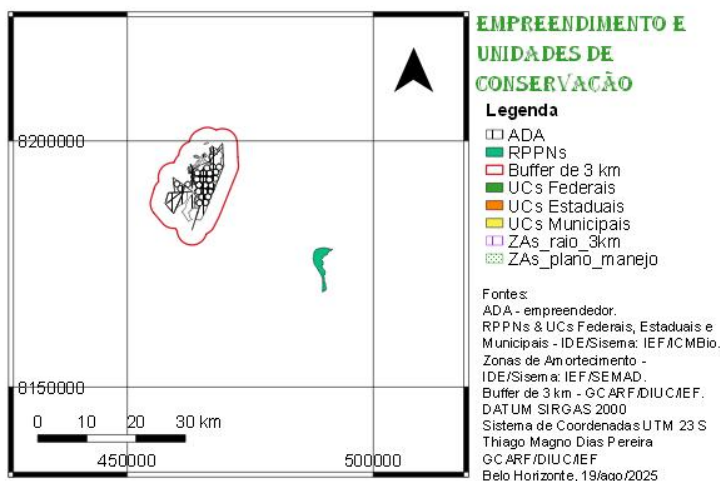 EMPREENDIMENTO E
UNIDADES DE
CONSERVAÇÃO
Legenda
ADA
RPPNs
Buffer de 3 km
UCs Federais
UCs Estaduais
UCs Municipais
ZAs_raio_3km
ZAs_plano_manejo
Fontes:
ADA - empreendedor.
RPPNs & UCs Federais, Estaduais e
Municipais - IDE/Sisema: IEF/ICMBio.
Zonas de Amortecimento -
IDE/Sisema: IEF/SEMAD.
Buffer de 3 km - GCARF/DIUC/IEF.
DATUM SIRGAS 2000
Sistema de Coordenadas UTM 23 S
Thiago Magno Dias Pereira
GCARF/DIUC/IEF
Belo Horizonte, 19/ago/2025
8200000
8150000
0 10 20 30 km
450000 500000